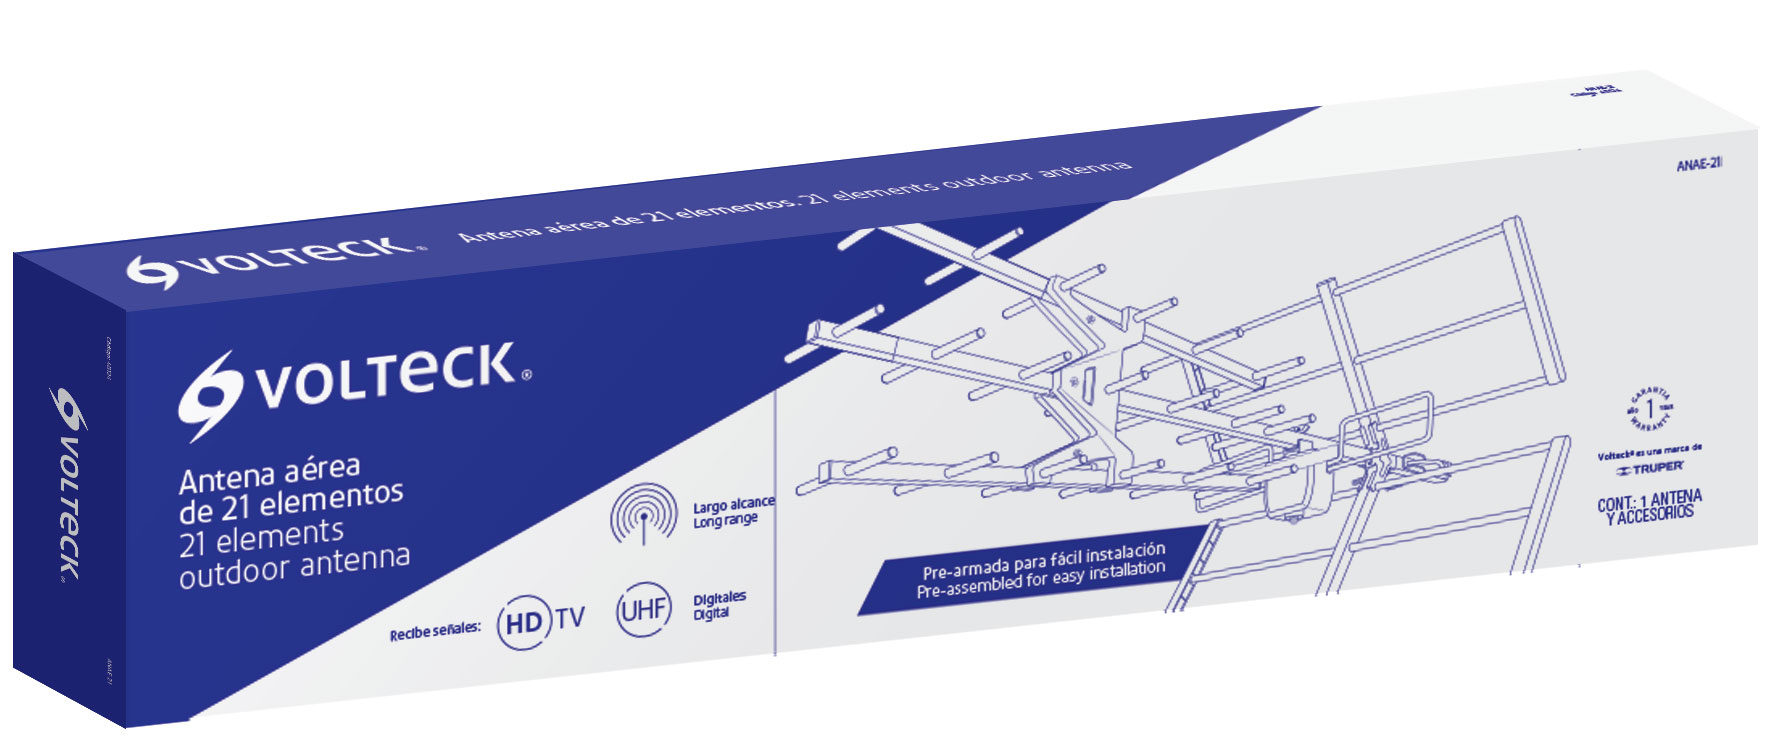 VOLTECK®
Antena aérea de 21 elementos. 21 elements outdoor antenna
ANAE-21
VOLTECK®
Antena aérea
de 21 elementos
21 elements
outdoor antenna
Largo alcance
Long range
Recibe señales:
HD TV
UHF
Digitales
Digital
Pre-armada para fácil instalación
Pre-assembled for easy installation
GARANTÍA
AÑO 1 YEAR
WARRANTY
Volteck® es una marca de
TRUPER®
CONT.: 1 ANTENA
Y ACCESORIOS
VOLTECK®
ANAE-21